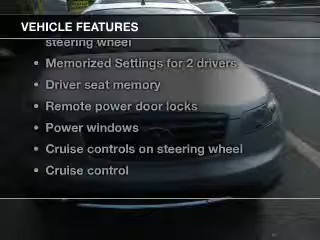 VEHICLE FEATURES
steering wheel
• Memorized Settings for 2 drivers
• Driver seat memory
• Remote power door locks
• Power windows
• Cruise controls on steering wheel
• Cruise control